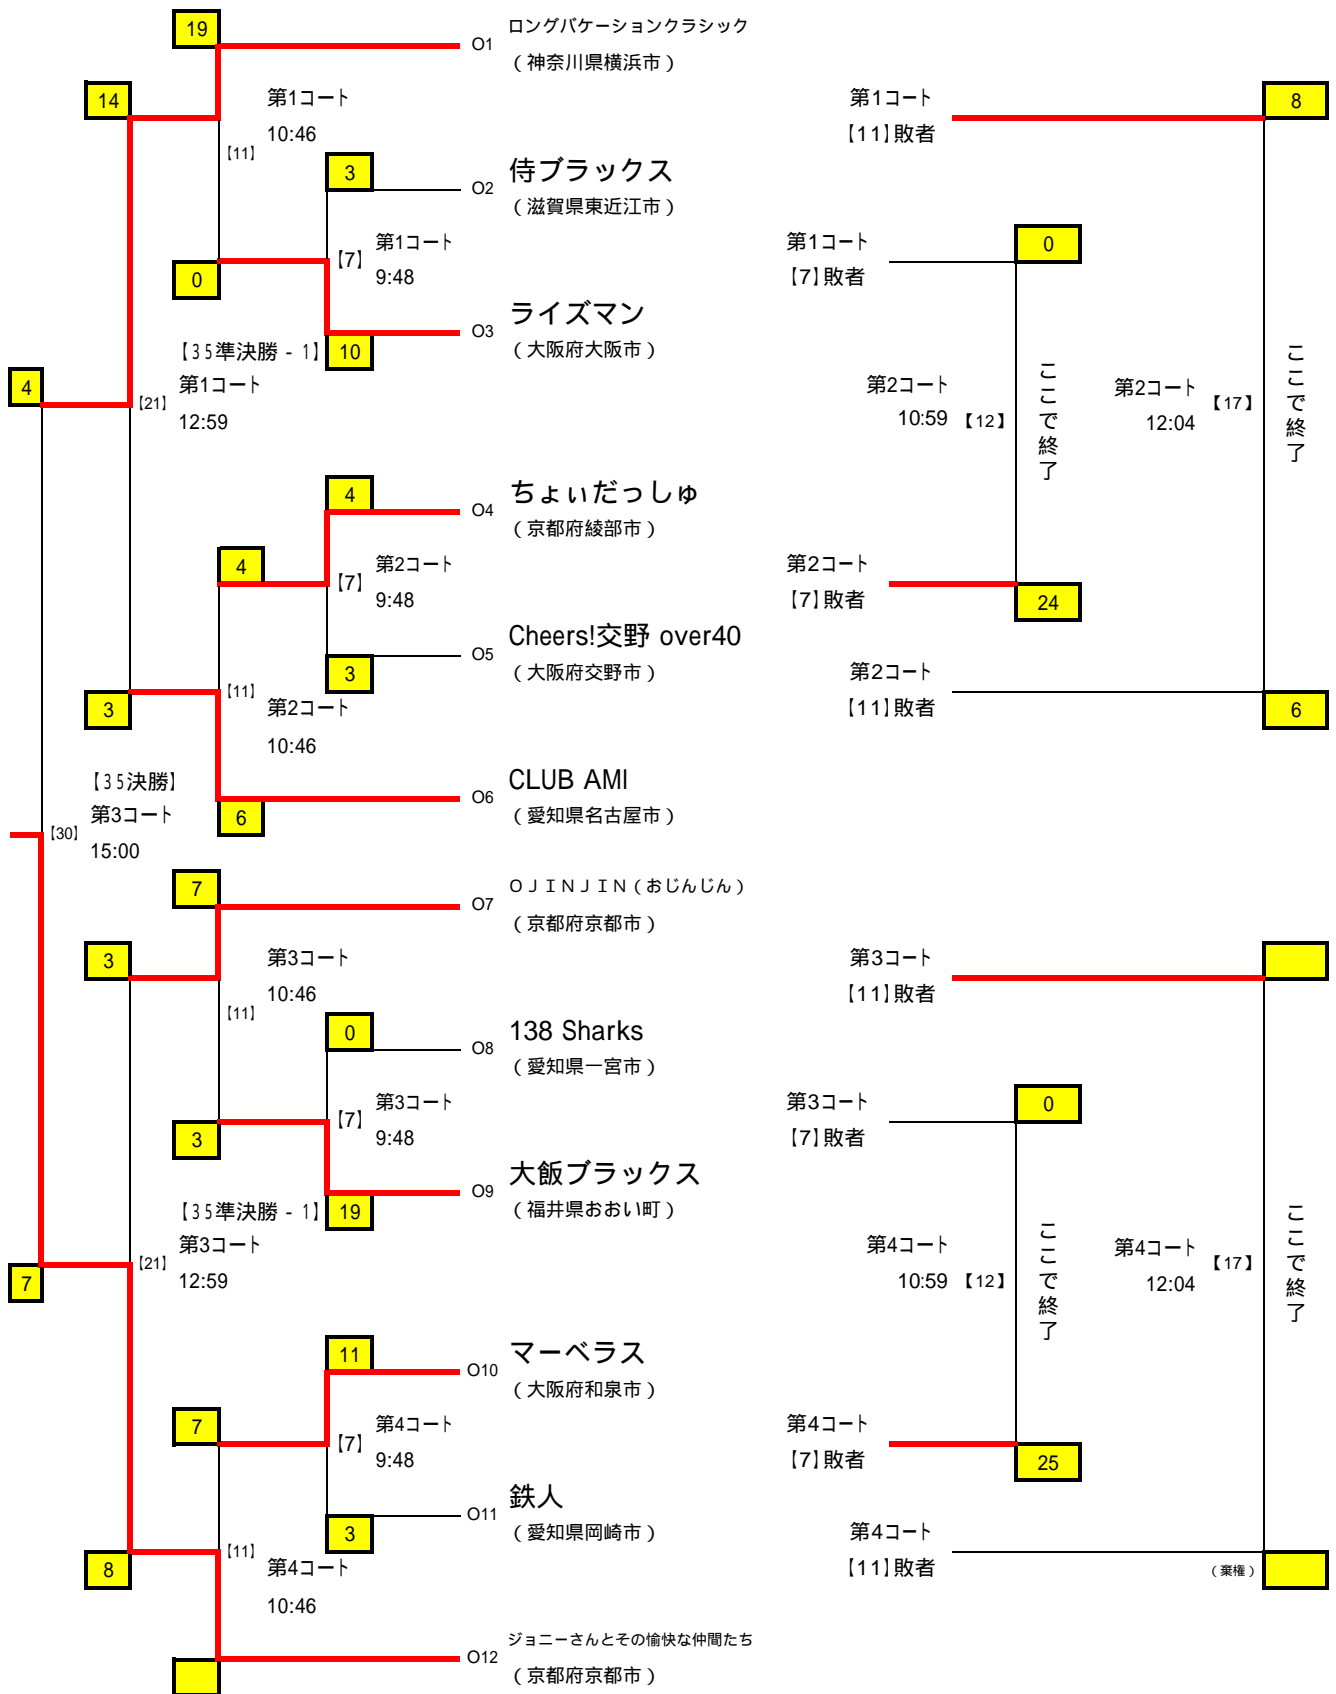 19
O1 ロングバケーションクラシック
（神奈川県横浜市）
14
第1コート
10:46
【11】
3
O2 侍ブラックス
（滋賀県東近江市）
【7】
第1コート
9:48
0
O3 ライズマン
（大阪府大阪市）
10
【35準決勝 - 1】
第1コート
12:59
【21】
4
4
O4 ちょぃだっしゅ
（京都府綾部市）
4
【7】
第2コート
9:48
O5 Cheers!交野 over40
（大阪府交野市）
3
【11】
第2コート
10:46
3
O6 CLUB AMI
（愛知県名古屋市）
6
【35決勝】
第3コート
15:00
【30】
7
O7 ＯＪＩＮＪＩＮ（おじんじん）
（京都府京都市）
3
第3コート
10:46
【11】
0
O8 138 Sharks
（愛知県一宮市）
【7】
第3コート
9:48
3
O9 大飯ブラックス
（福井県おおい町）
19
【35準決勝 - 1】
第3コート
12:59
【21】
7
11
O10 マーベラス
（大阪府和泉市）
7
【7】
第4コート
9:48
O11 鉄人
（愛知県岡崎市）
3
【11】
第4コート
10:46
8
O12 ジョニーさんとその愉快な仲間たち
（京都府京都市）
第1コート
【11】敗者
8
第1コート
【7】敗者
0
第2コート
10:59 【12】
ここで終了
第2コート
12:04
【17】
ここで終了
第2コート
【7】敗者
24
第2コート
【11】敗者
6
第3コート
【11】敗者
第3コート
【7】敗者
0
第4コート
10:59 【12】
ここで終了
第4コート
12:04
【17】
ここで終了
第4コート
【7】敗者
25
第4コート
【11】敗者
（棄権）